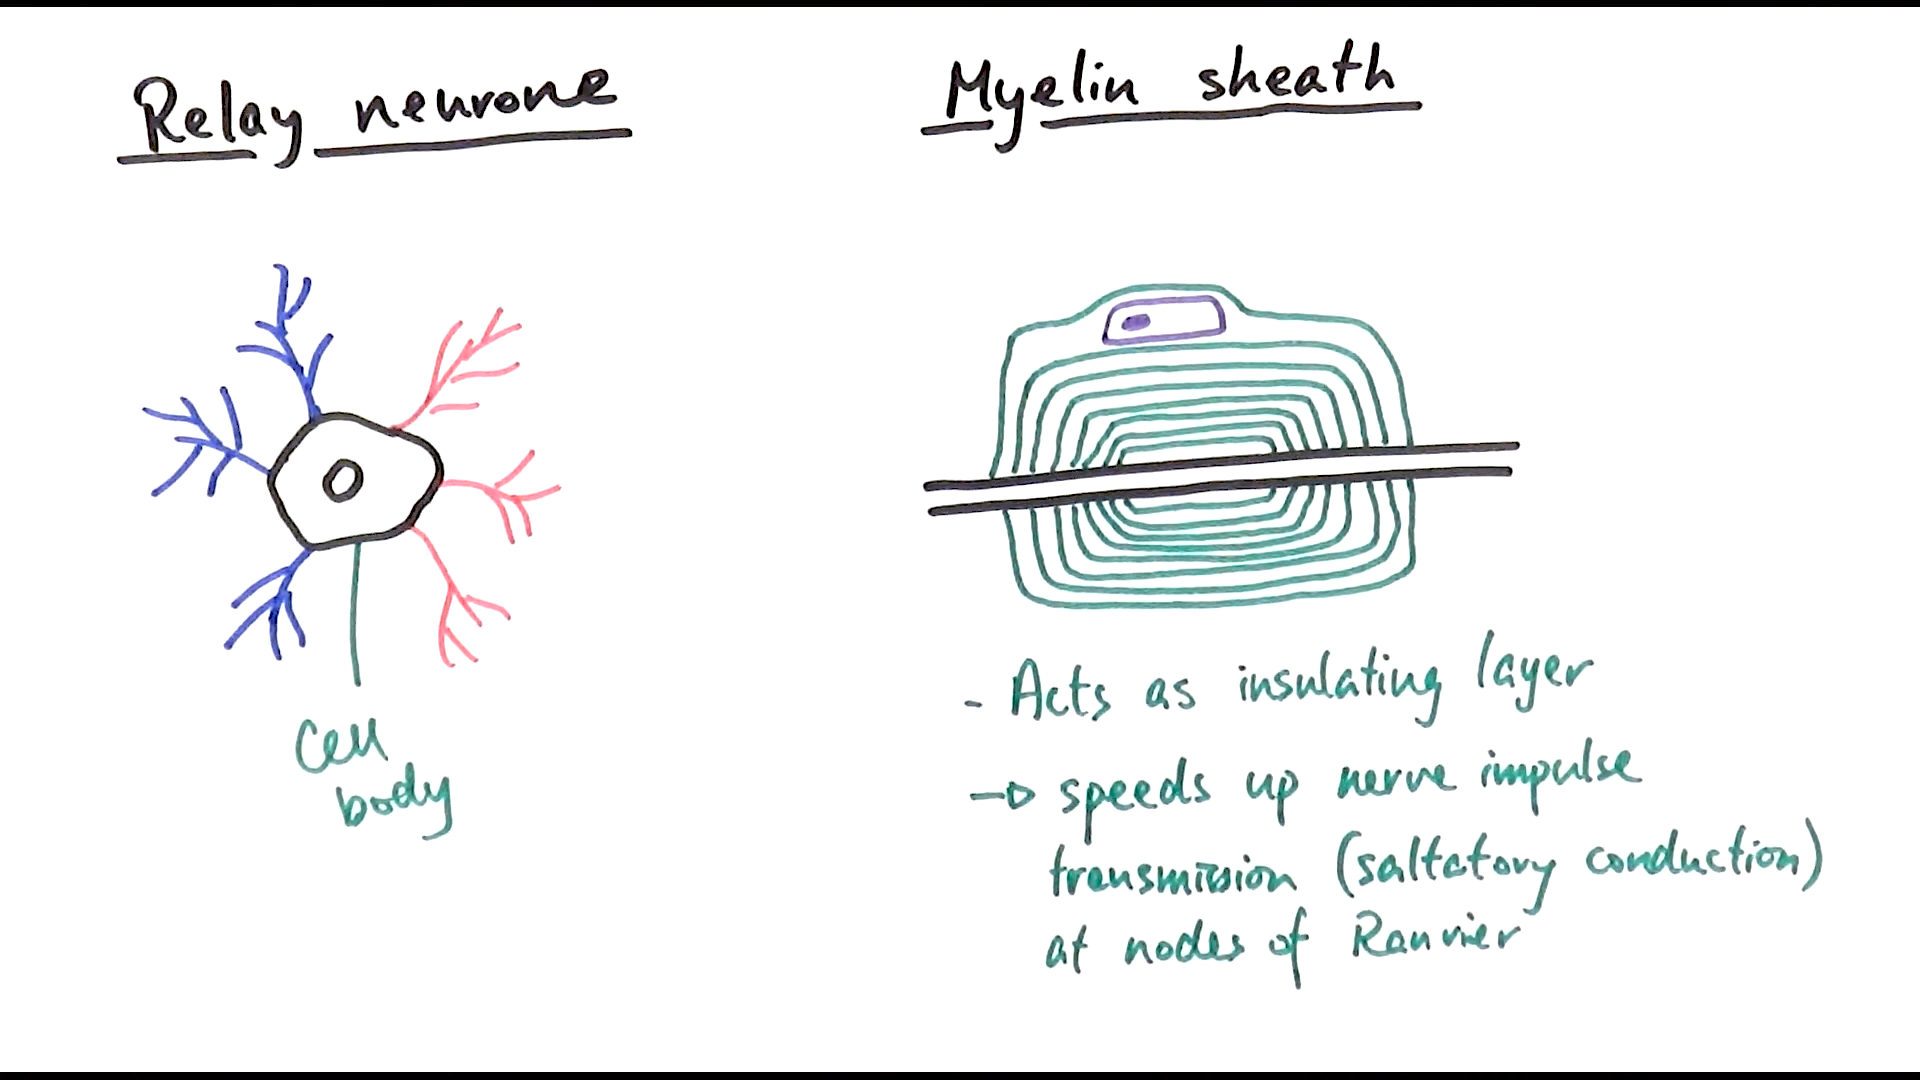 Relay neurone
Myelin sheath
Cell
body
- Acts as insulating layer
→ speeds up nerve impulse
transmission (saltatory conduction)
at nodes of Ranvier